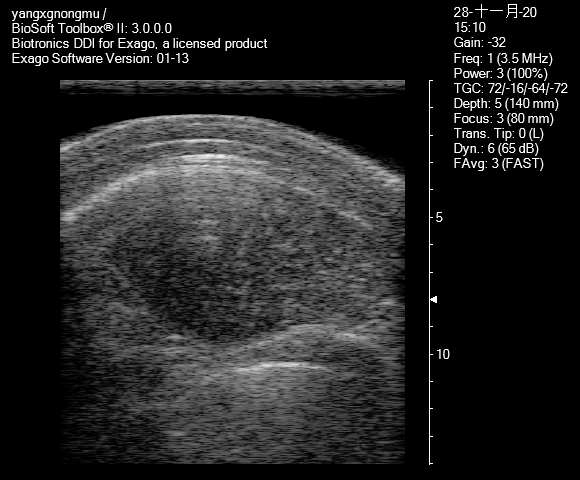 yangxgnongmu /
BioSoft Toolbox® II: 3.0.0.0
Biotronics DDI for Exago, a licensed product
Exago Software Version: 01-13
28-十一月-20
15:10
Gain: -32
Freq: 1 (3.5 MHz)
Power: 3 (100%)
TGC: 72/-16/-64/-72
Depth: 5 (140 mm)
Focus: 3 (80 mm)
Trans. Tip: 0 (L)
Dyn.: 6 (65 dB)
FAvg: 3 (FAST)
5
10